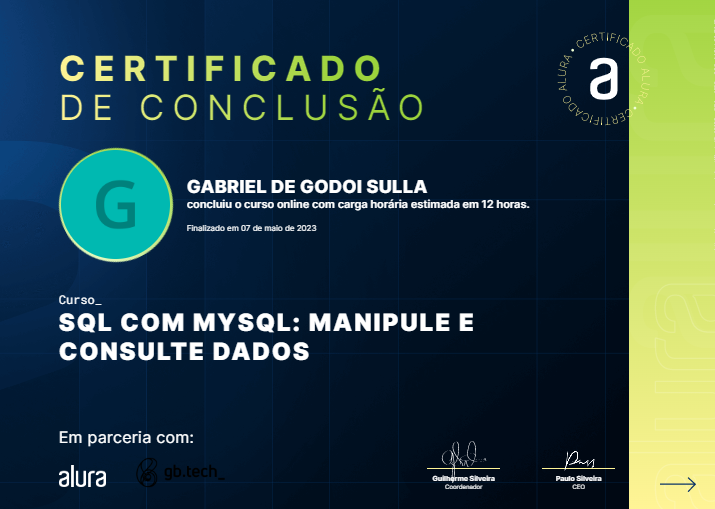 CERTIFICADO
DE CONCLUSÃO
CERTIFICADO ALURA • CERTIFICADO ALURA •
a
G
GABRIEL DE GODOI SULLA
concluiu o curso online com carga horária estimada em 12 horas.
Finalizado em 07 de maio de 2023
Curso_
SQL COM MYSQL: MANIPULE E
CONSULTE DADOS
Em parceria com:
alura
gb.tech_
Guilherme Silveira
Coordenador
Paulo Silveira
CEO
alura